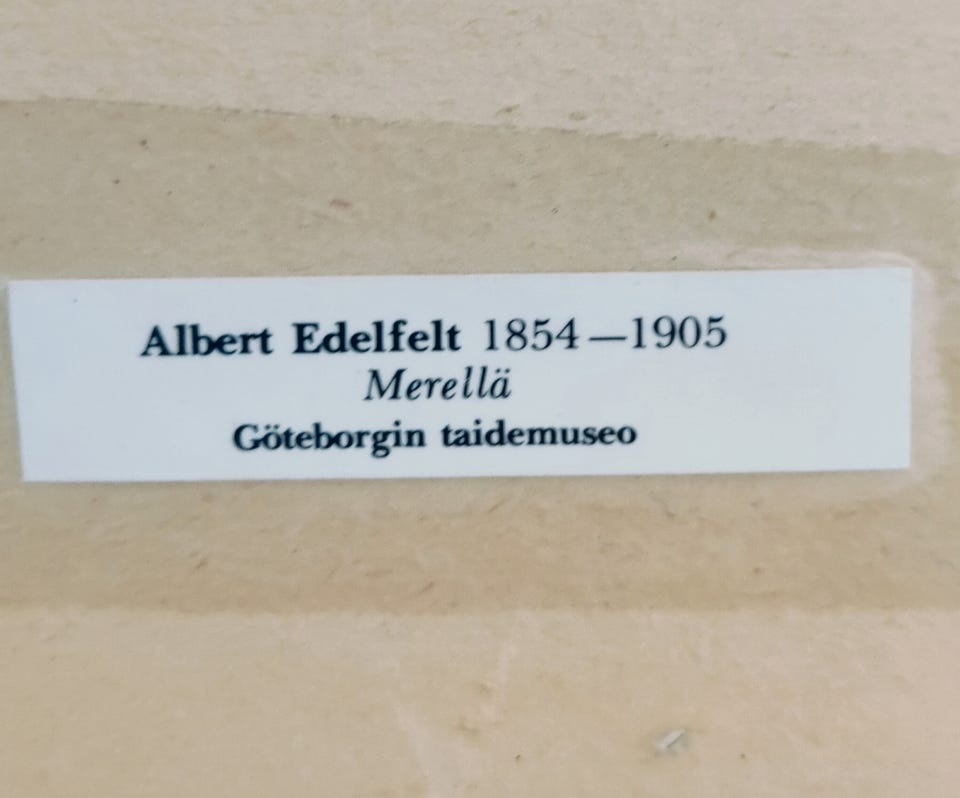 Albert Edelfelt 1854—1905
Merellä
Göteborgin taidemuseo